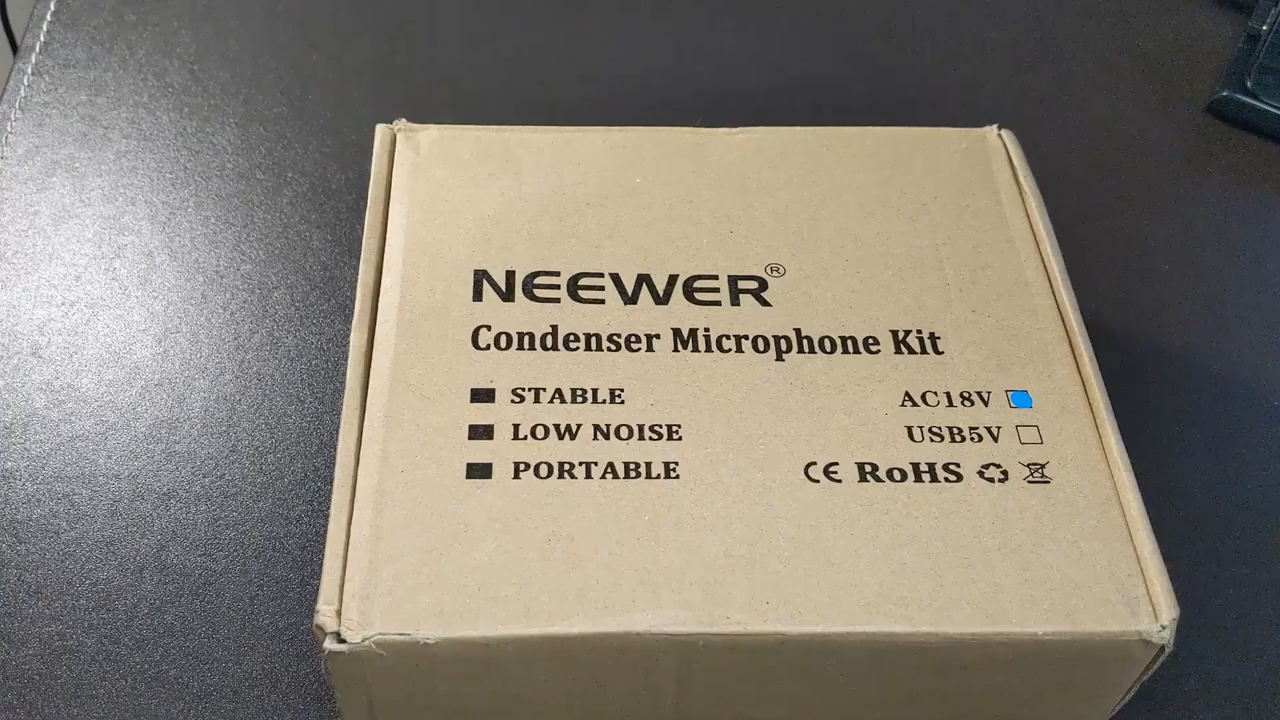 NEEWER®
Condenser Microphone Kit
STABLE AC18V
LOW NOISE USB5V
PORTABLE CE RoHS